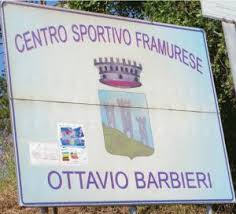 CENTRO SPORTIVO FRAMURESE
OTTAVIO BARBIERI